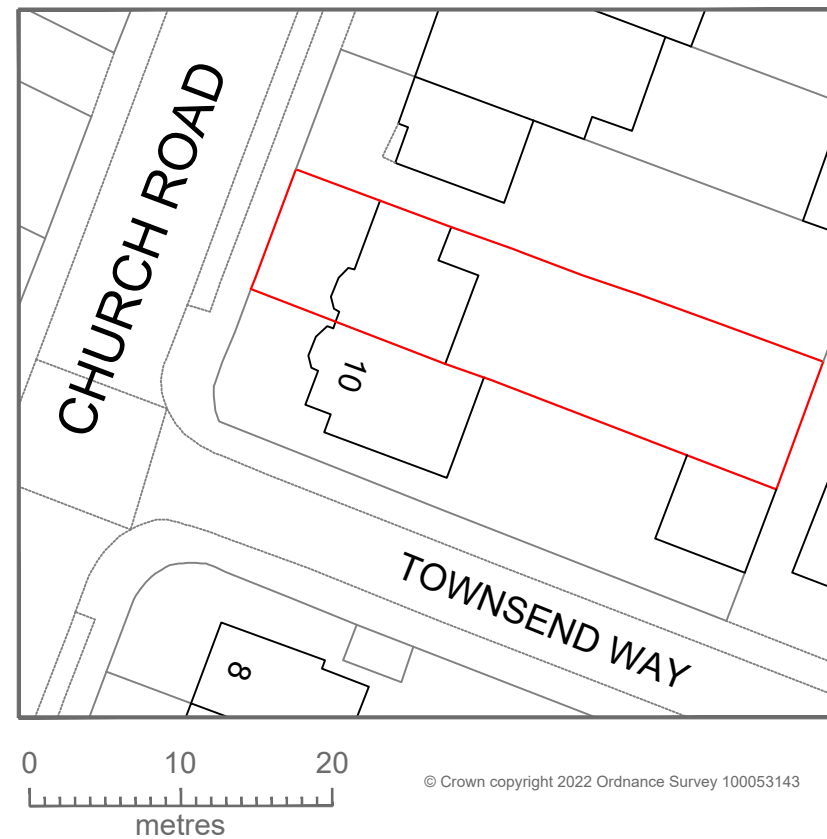 CHURCH ROAD
10
TOWNSEND WAY
8
0 10 20
metres
© Crown copyright 2022 Ordnance Survey 100053143